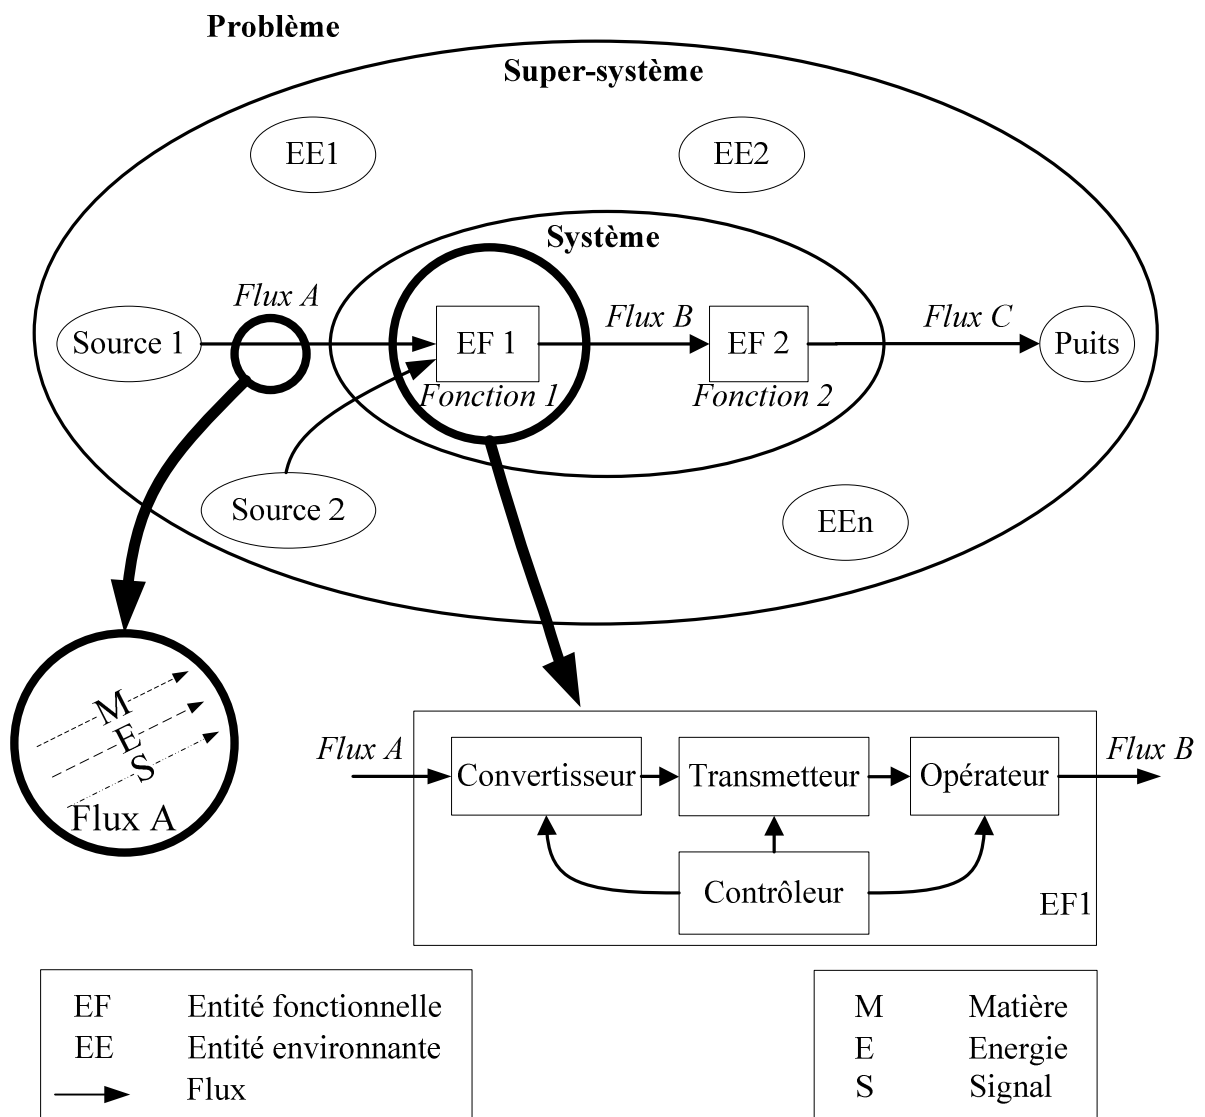 Problème
Super-système
EE1
EE2
Système
Flux A
Source 1
EF 1
Fonction 1
Flux B
EF 2
Fonction 2
Flux C
Puits
Source 2
EEn
M
E
S
Flux A
Flux A
Convertisseur
Transmetteur
Opérateur
Flux B
Contrôleur
EF1
EF Entité fonctionnelle
EE Entité environnante
Flux
M Matière
E Energie
S Signal